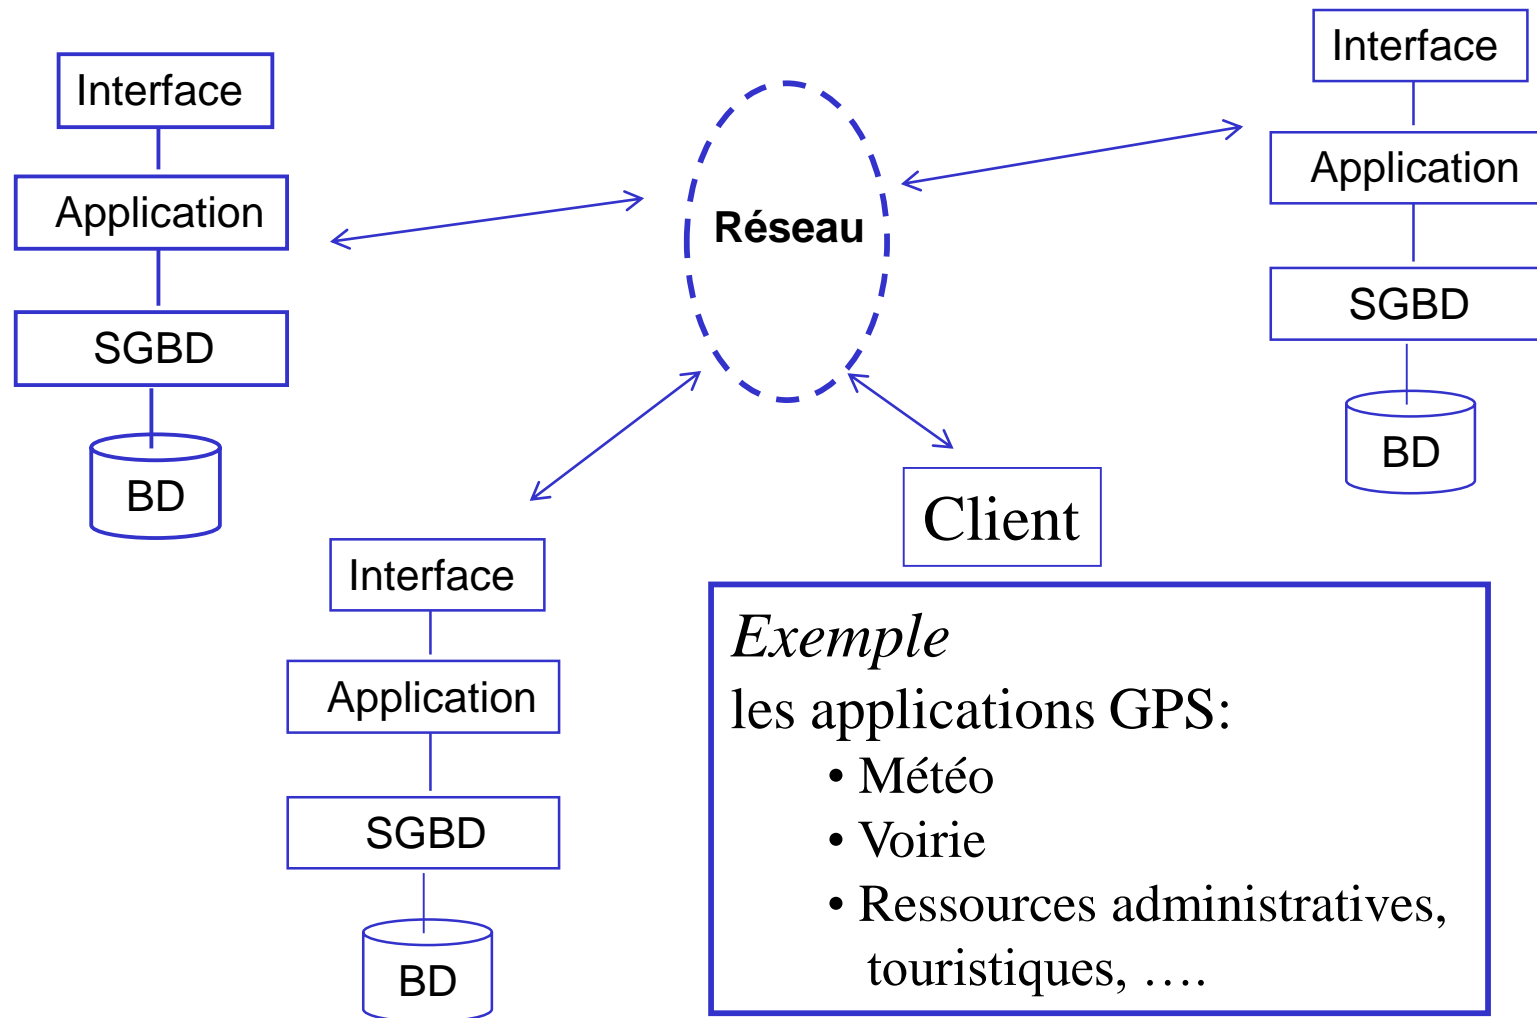 Interface
Application
SGBD
BD
Réseau
Interface
Application
SGBD
BD
Interface
Application
SGBD
BD
Client
Exemple
les applications GPS:
• Météo
• Voirie
• Ressources administratives,
touristiques, ….